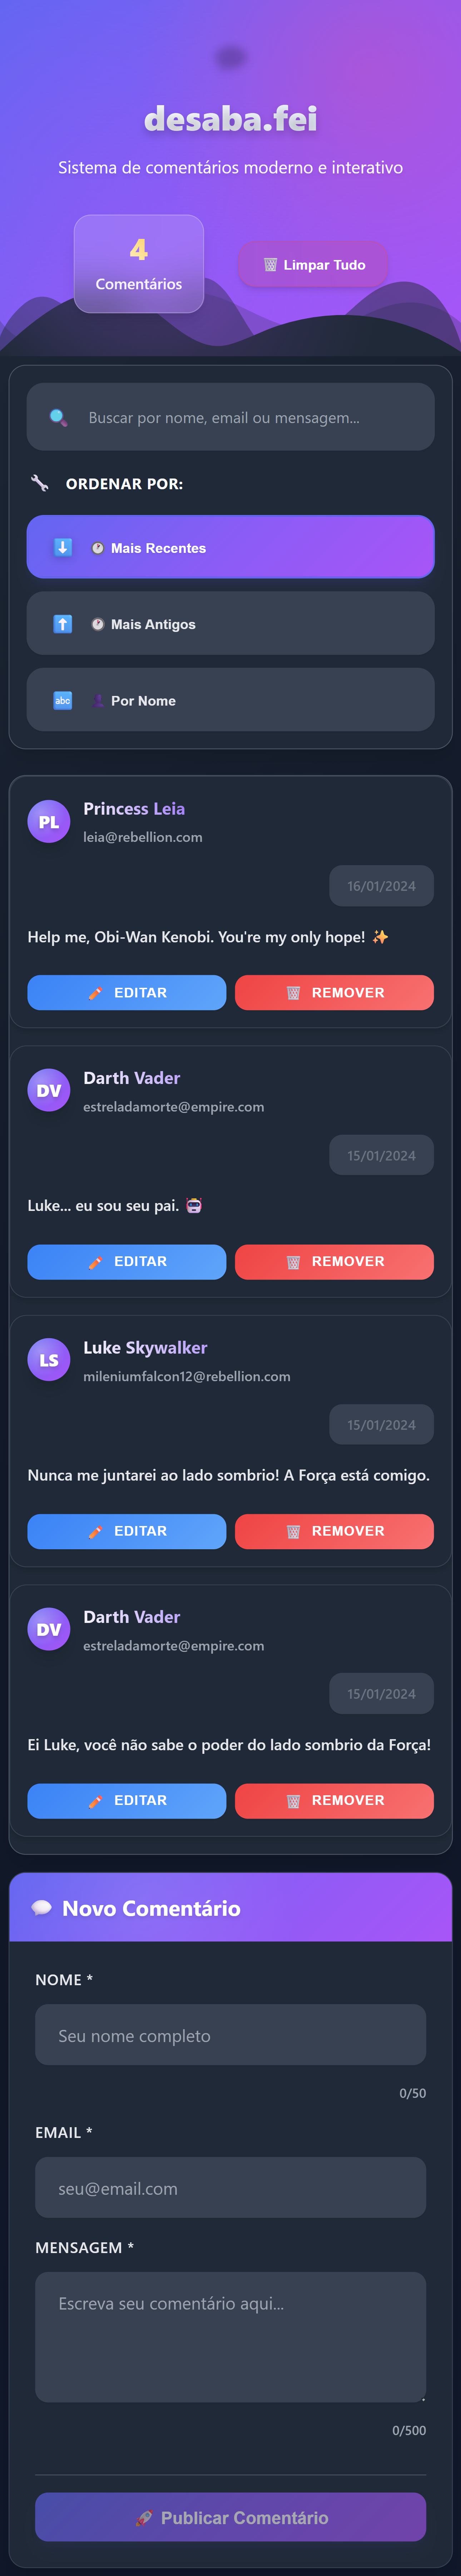 desaba.fei
Sistema de comentários moderno e interativo
4
Comentários
🗑️ Limpar Tudo
🔍 Buscar por nome, email ou mensagem...
🔧 ORDENAR POR:
⬇️ 🕐 Mais Recentes
⬆️ 🕐 Mais Antigos
🔤 👤 Por Nome
PL
Princess Leia
leia@rebellion.com
16/01/2024
Help me, Obi-Wan Kenobi. You're my only hope! ✨
EDITAR
🗑️ REMOVER
DV
Darth Vader
estreladamorte@empire.com
15/01/2024
Luke... eu sou seu pai. 🤖
EDITAR
🗑️ REMOVER
LS
Luke Skywalker
mileniumfalcon12@rebellion.com
15/01/2024
Nunca me juntarei ao lado sombrio! A Força está comigo.
EDITAR
🗑️ REMOVER
DV
Darth Vader
estreladamorte@empire.com
15/01/2024
Ei Luke, você não sabe o poder do lado sombrio da Força!
EDITAR
🗑️ REMOVER
💬 Novo Comentário
NOME *
Seu nome completo
0/50
EMAIL *
seu@email.com
MENSAGEM *
Escreva seu comentário aqui...
0/500
🚀 Publicar Comentário